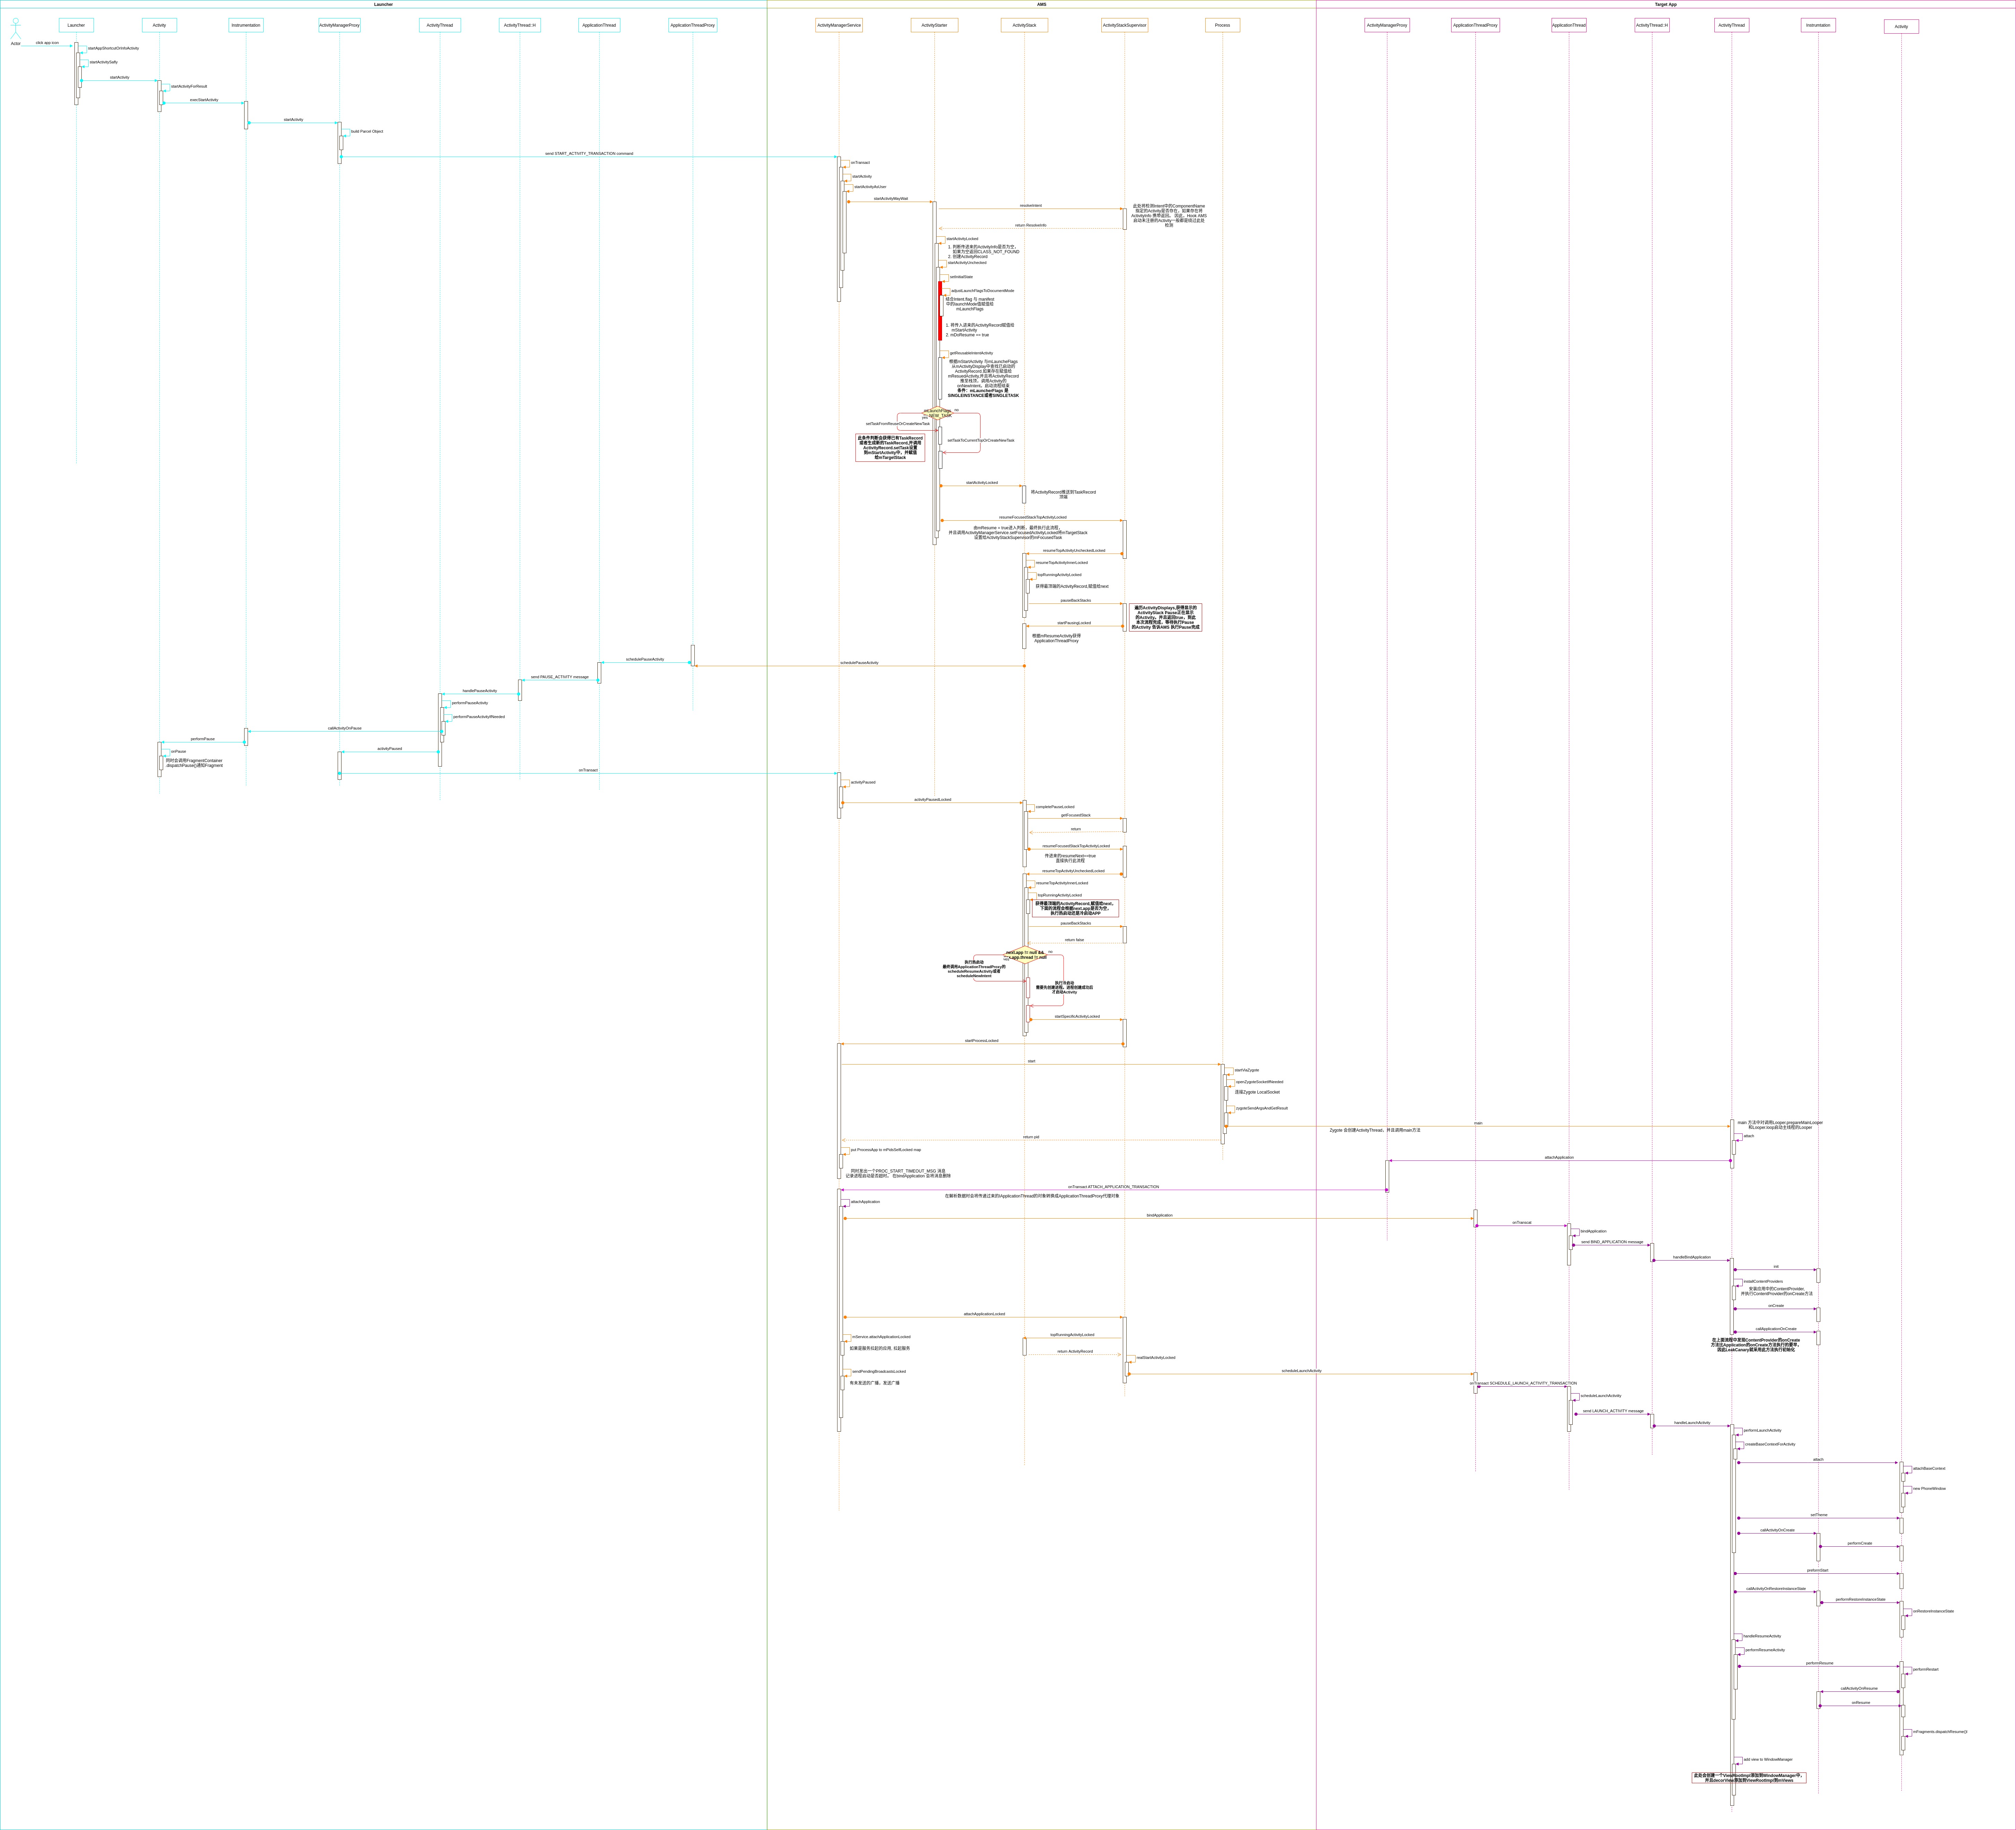 Launcher
AMS
Target App
Launcher
Activity
Instrumentation
ActivityManagerProxy
ActivityThread
ActivityThread::H
ApplicationThread
ApplicationThreadProxy
ActivityManagerService
ActivityStarter
ActivityStack
ActivityStackSupervisor
Process
ActivityManagerProxy
ApplicationThreadProxy
ApplicationThread
ActivityThread::H
ActivityThread
Instrumentation
Activity
Actor
click app icon
startAppShortcutOrInfoActivity
startActivitySafly
startActivity
startActivityForResult
execStartActivity
startActivity
build Parcel Object
send START_ACTIVITY_TRANSACTION command
onTransact
startActivity
startActivityAsUser
startActivityMayWait
resolveIntent
此处将检测Intent中的ComponentName
指定的Activity是否存在，如果存在将
ActivityInfo 携带返回。 因此，Hook AMS
启动未注册的Activity一般都是绕过此处
检测
return ResolveInfo
startActivityLocked
1. 判断传进来的ActivityInfo是否为空，
如果为空返回CLASS_NOT_FOUND
2. 创建ActivityRecord
startActivityUnchecked
setInitialState
adjustLaunchFlagsToDocumentMode
结合Intent.flag 与 manifest
中的launchMode值赋值给
mLaunchFlags
1. 将传入进来的ActivityRecord赋值给
mStartActivity
2. mDoResume == true
getReusableIntentActivity
根据mStartActivity 与mLauncheFlags
从mActivityDisplay中查找已启动的
ActivityRecord,如果存在赋值给
mResuedActivity,并且将ActivityRecord
推至栈顶，调用Activity的
onNewIntent。启动流程结束
条件：mLauncherFlags 是
SINGLEINSTANCE或者SINGLETASK
no
yes
setTaskFromReuseOrCreateNewTask
setTaskToCurrentTopOrCreateNewTask
此条件判断会获得已有TaskRecord
或者生成新的TaskRecord,并调用
ActivityRecord.setTask设置
到mStartActivity中，并赋值
给mTargetStack
startActivityLocked
将ActivityRecord推送到TaskRecord
顶端
resumeFocusedStackTopActivityLocked
由mResume = true进入判断，最终执行此流程，
并且调用ActivityManagerService.setFocusedActivityLocked将mTargetStack
设置给ActivityStackSupervisor的mFocusedTask
resumeTopActivityUncheckedLocked
resumeTopActivityInnerLocked
topRunningActivityLocked
获得最顶端的ActivityRecord,赋值给next
pauseBackStacks
遍历ActivityDisplays,获得显示的
ActivityStack Pause正在显示
的Activity。并且返回true，到此
本次流程完成，等待执行Pause
的Activity 告诉AMS 执行Pause完成
startPausingLocked
根据mResumeActivity获得
ApplicationThreadProxy
schedulePauseActivity
schedulePauseActivity
send PAUSE_ACTIVITY message
handlePauseActivity
performPauseActivity
performPauseActivityIfNeeded
callActivityOnPause
performPause
onPause
同时会调用FragmentContainer
.dispatchPause()通知Fragment
activityPaused
onTransact
activityPaused
activityPausedLocked
completePauseLocked
getFocusedStack
return
resumeFocusedStackTopActivityLocked
传进来的resumeNext==true
直接执行此流程
resumeTopActivityUncheckedLocked
resumeTopActivityInnerLocked
topRunningActivityLocked
获得最顶端的ActivityRecord,赋值给next，
下面的流程会根据next.app是否为空，
执行热启动还是冷启动APP
pauseBackStacks
return false
next.app != null &&
no
yes
执行热启动
最终调用ApplicationThreadProxy的
scheduleResumeActivity或者
scheduleNewIntent
执行冷启动
需要先创建进程，进程创建成功后
才启动Activity
startSpecificActivityLocked
startProcessLocked
start
startViaZygote
openZygoteSocketIfNeeded
连接Zygote LocalSocket
zygoteSendArgsAndGetResult
main
Zygote 会创建ActivityThread，并且调用main方法
main 方法中时调用Looper.prepareMainLooper
和Looper.loop启动主线程的Looper
attach
return pid
put ProcessApp to mPidsSelfLocked map
同时发出一个PROC_START_TIMEOUT_MSG 消息
记录进程启动是否超时。 在bindApplication 会将消息删除
attachApplication
onTransact ATTACH_APPLICATION_TRANSACTION
在解析数据时会将传递过来的IApplicationThread的对象转换成ApplicationThreadProxy代理对象
attachApplication
bindApplication
onTranscat
bindApplication
send BIND_APPLICATION message
handleBindApplication
init
installContentProviders
安装应用中的ContentProvider,
并执行ContentProvider的onCreate方法
onCreate
callApplicationOnCreate
在上面流程中发现ContentProvider的onCreate
方法比Application的onCreate方法执行的要早，
因此LeakCanary就采用此方法执行初始化
attachApplicationLocked
mService attachApplicationLocked
如果是服务拉起的应用, 拉起服务
topRunningActivityLocked
return ActivityRecord
realStartActivityLocked
sendPendingBroadcastsLocked
有未发送的广播，发送广播
scheduleLaunchActivity
onTransact SCHEDULE_LAUNCH_ACTIVITY_TRANSACTION
scheduleLaunchActivity
send LAUNCH_ACTIVITY message
handleLaunchActivity
performLaunchActivity
createBaseContextForActivity
attach
attachBaseContext
new PhoneWindow
setTheme
callActivityOnCreate
performCreate
preformStart
callActivityOnRestoreInstanceState
performRestoreInstanceState
onRestoreInstanceState
handleResumeActivity
performResumeActivity
performResume
performRestart
callActivityOnResume
onResume
mFragments.dispatchResume()
add view to WindowManager
此处会创建一个ViewRootImpl添加到WindowManager中，
并且decorView添加到ViewRootImpl到mViews